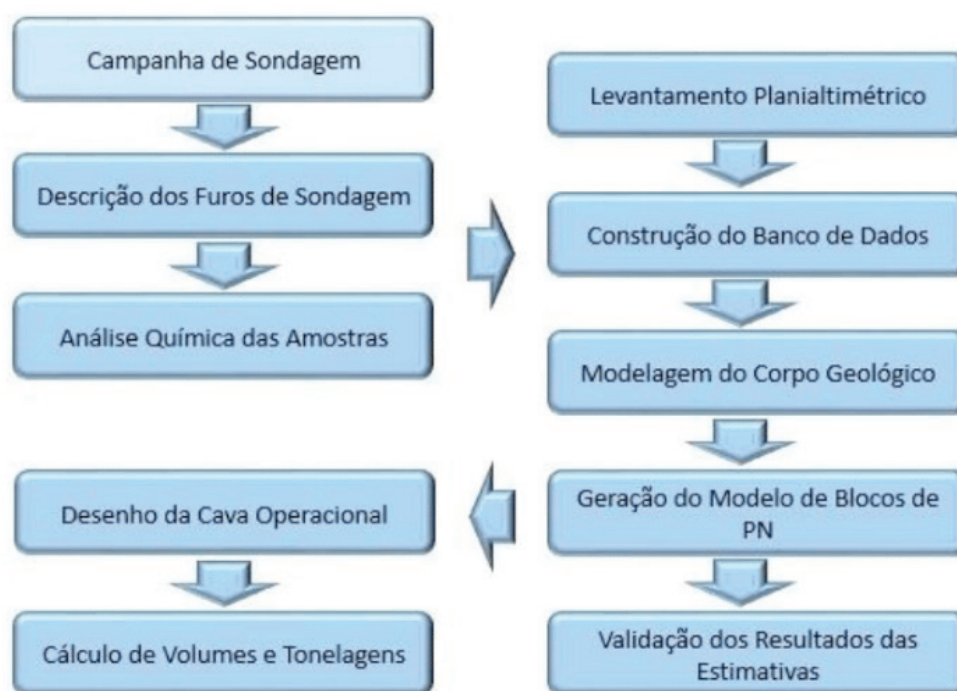 Campanha de Sondagem
Descrição dos Furos de Sondagem
Análise Química das Amostras
Levantamento Planialtimétrico
Construção do Banco de Dados
Modelagem do Corpo Geológico
Geração do Modelo de Blocos de
PN
Validação dos Resultados das
Estimativas
Desenho da Cava Operacional
Cálculo de Volumes e Tonelagens